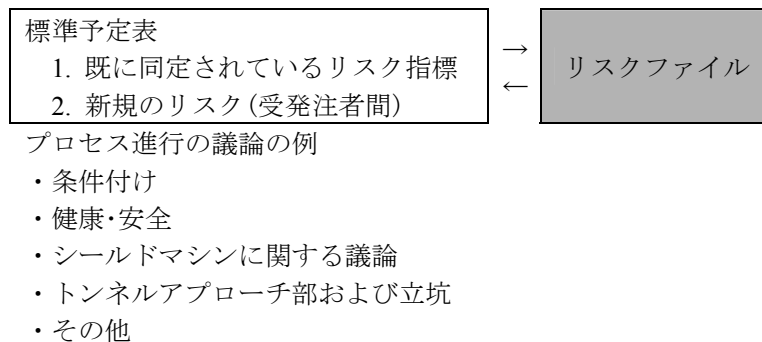 標準予定表
1. 既に同定されているリスク指標
2. 新規のリスク(受発注者間)
→
←
リスクファイル
プロセス進行の議論の例
・条件付け
・健康・安全
・シールドマシンに関する議論
・トンネルアプローチ部および立坑
・その他